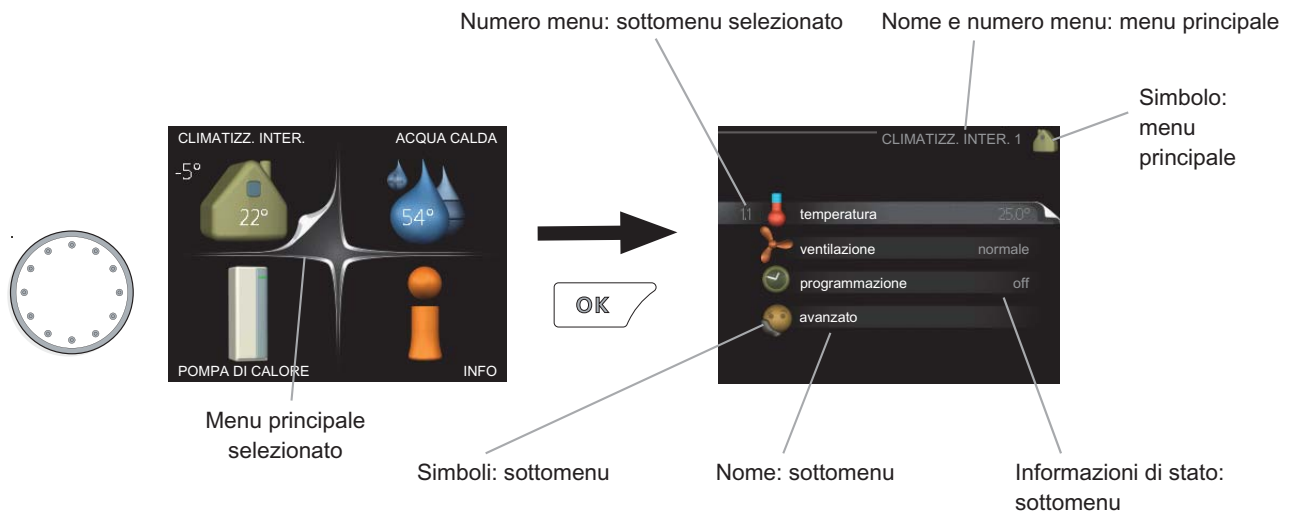 Numero menu: sottomenu selezionato
Nome e numero menu: menu principale
Simbolo:
menu
principale
CLIMATIZZ. INTER.
ACQUA CALDA
-5°
22°
54°
POMPA DI CALORE
INFO
Menu principale
selezionato
OK
CLIMATIZZ. INTER. 1
1.1 temperatura 25.0°
ventilazione normale
programmazione off
avanzato
Simboli: sottomenu
Nome: sottomenu
Informazioni di stato:
sottomenu